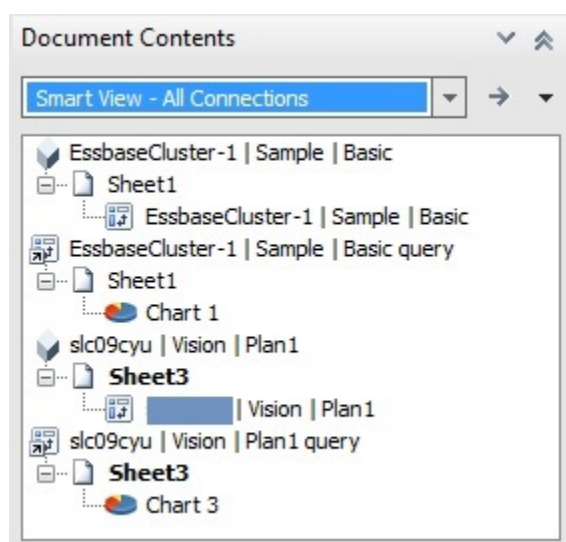 Document Contents
Smart View - All Connections
EssbaseCluster-1 | Sample | Basic
Sheet1
EssbaseCluster-1 | Sample | Basic
EssbaseCluster-1 | Sample | Basic query
Sheet1
Chart 1
slc09cyu | Vision | Plan1
Sheet3
| Vision | Plan1
slc09cyu | Vision | Plan1 query
Sheet3
Chart 3